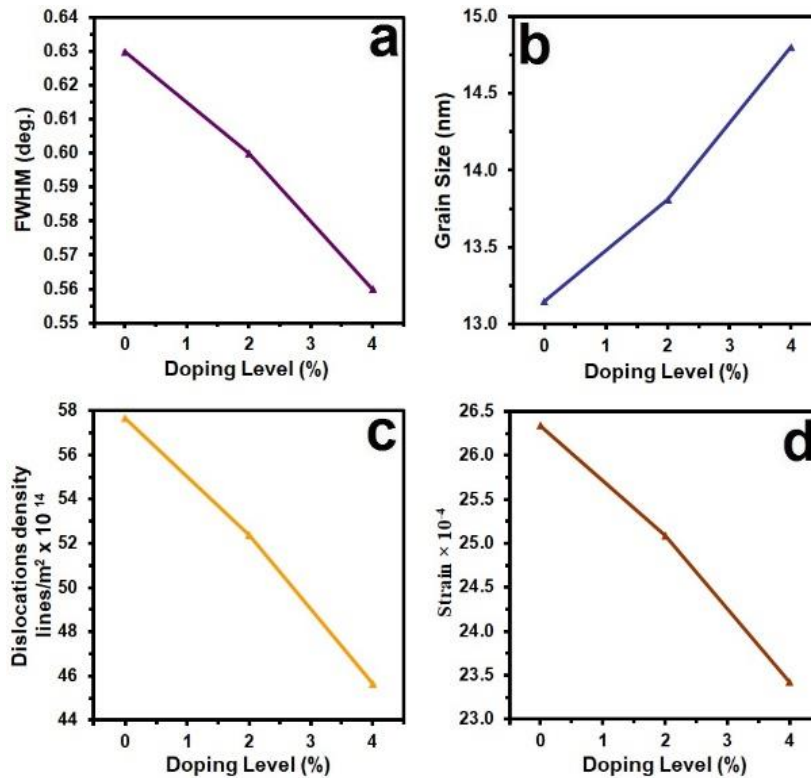 a
FWHM (deg.)
0.63
0.62
0.61
0.60
0.59
0.58
0.57
0.56
0.55
0 1 2 3 4
Doping Level (%)
b
Grain Size (nm)
15.0
14.5
14.0
13.5
13.0
0 1 2 3 4
Doping Level (%)
c
Dislocations density
lines/m² x 10 ¹⁴
58
56
54
52
50
48
46
44
0 1 2 3 4
Doping Level (%)
d
Strain × 10⁻⁴
26.5
26.0
25.5
25.0
24.5
24.0
23.5
23.0
0 1 2 3 4
Doping Level (%)